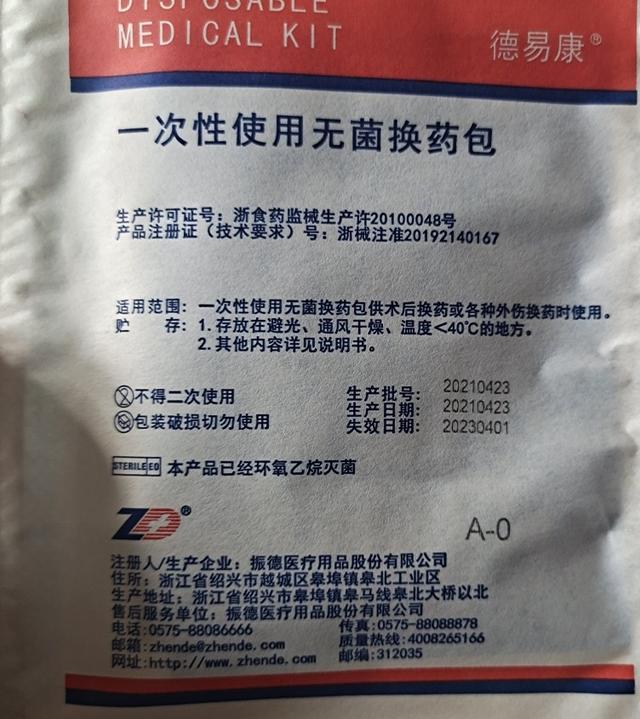 DISPOSABLE
MEDICAL KIT
德易康®
一次性使用无菌换药包
生产许可证号：浙食药监械生产许20100048号
产品注册证（技术要求）号：浙械注准20192140167
适用范围：一次性使用无菌换药包供术后换药或各种外伤换药时使用。
贮　　存：1.存放在避光、通风干燥、温度<40℃的地方。
2.其他内容详见说明书。
不得二次使用
包装破损切勿使用
生产批号：20210423
生产日期：20210423
失效日期：20230401
STERILE EO 本产品已经环氧乙烷灭菌
ZD®
A-0
注册人/生产企业：振德医疗用品股份有限公司
住所：浙江省绍兴市越城区皋埠镇皋北工业区
生产地址：浙江省绍兴市皋埠镇皋马线皋北大桥以北
售后服务单位：振德医疗用品股份有限公司
电话:0575-88086666 传真:0575-88088878
邮箱:zhende@zhende.com 质量热线:4008265166
网址:http://www.zhende.com 邮编:312035